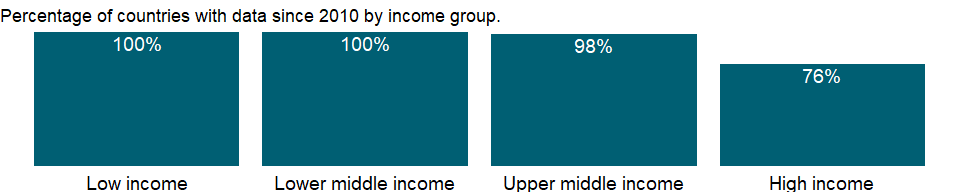 Percentage of countries with data since 2010 by income group.
100% 100% 98% 76%
Low income Lower middle income Upper middle income High income